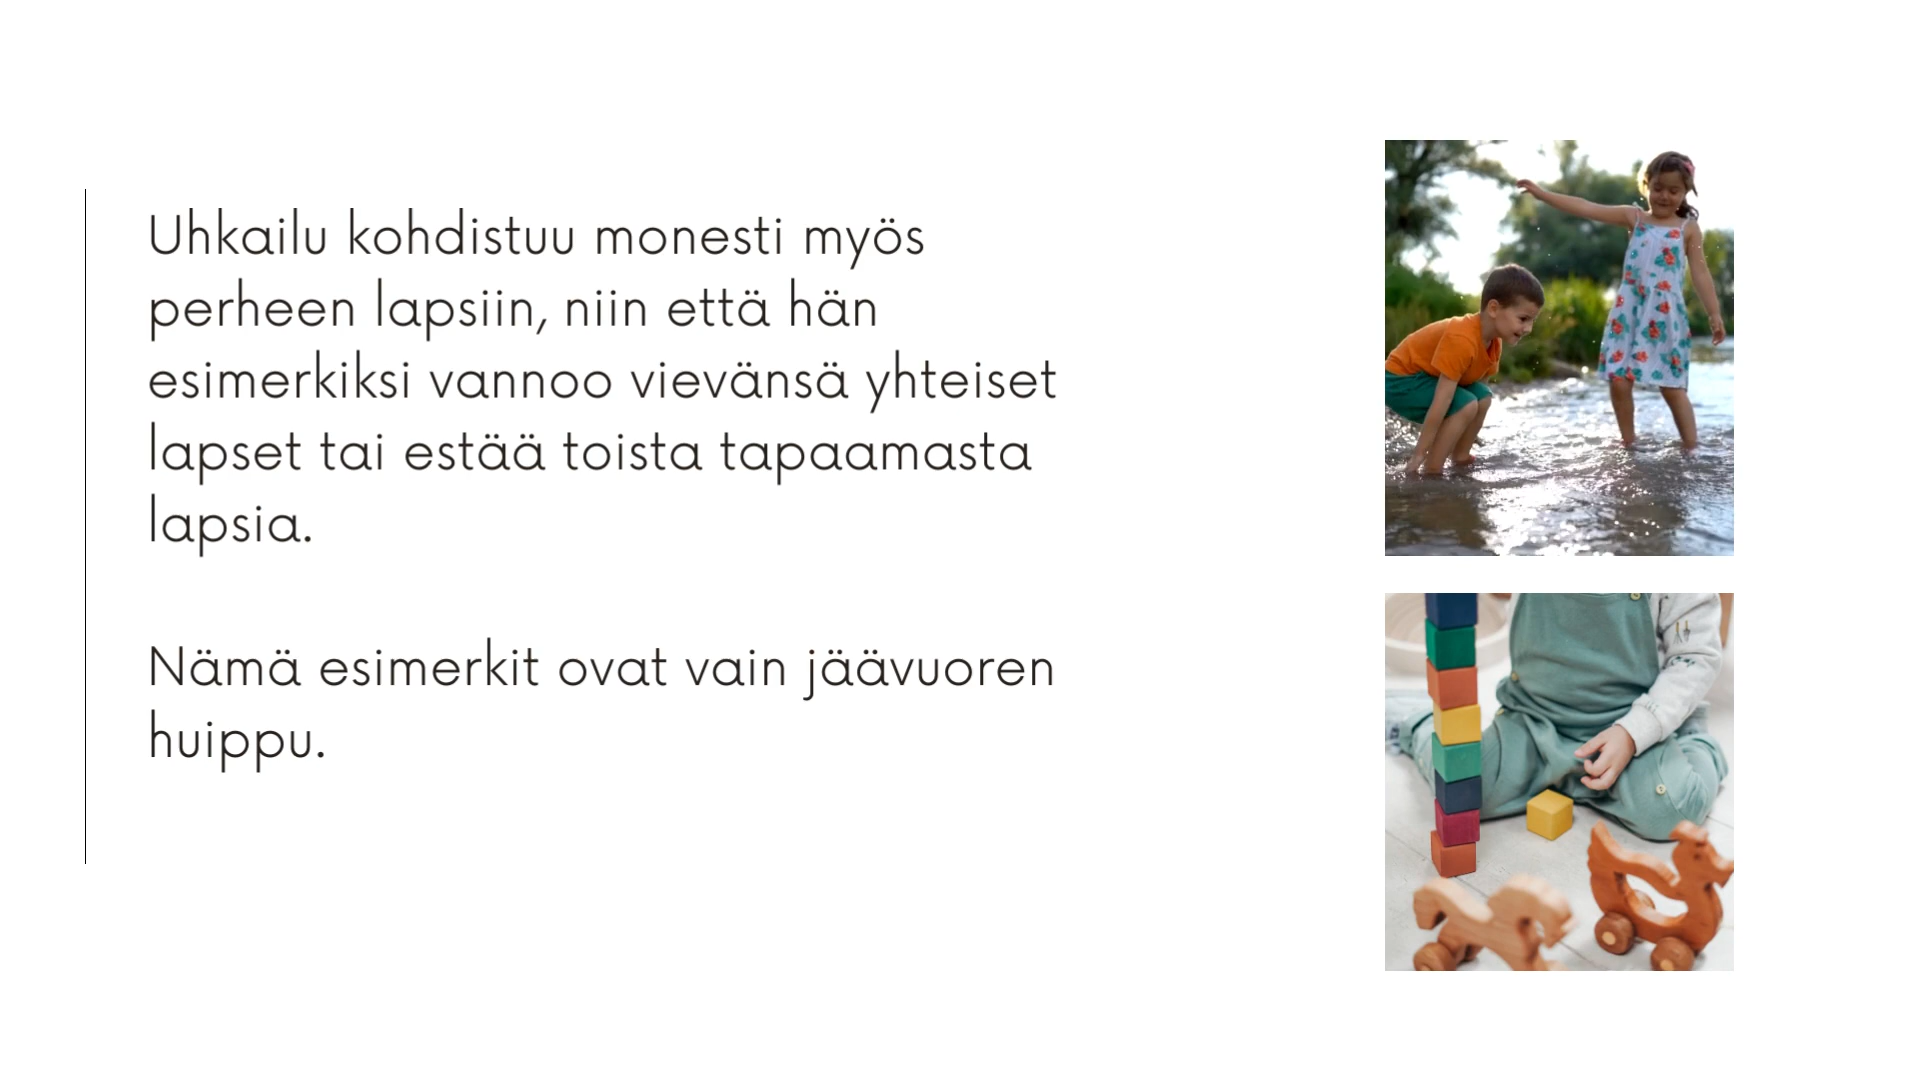 Uhkailu kohdistuu monesti myös
perheen lapsiin, niin että hän
esimerkiksi vannoo vievänsä yhteiset
lapset tai estää toista tapaamasta
lapsia.
Nämä esimerkit ovat vain jäävuoren
huippu.